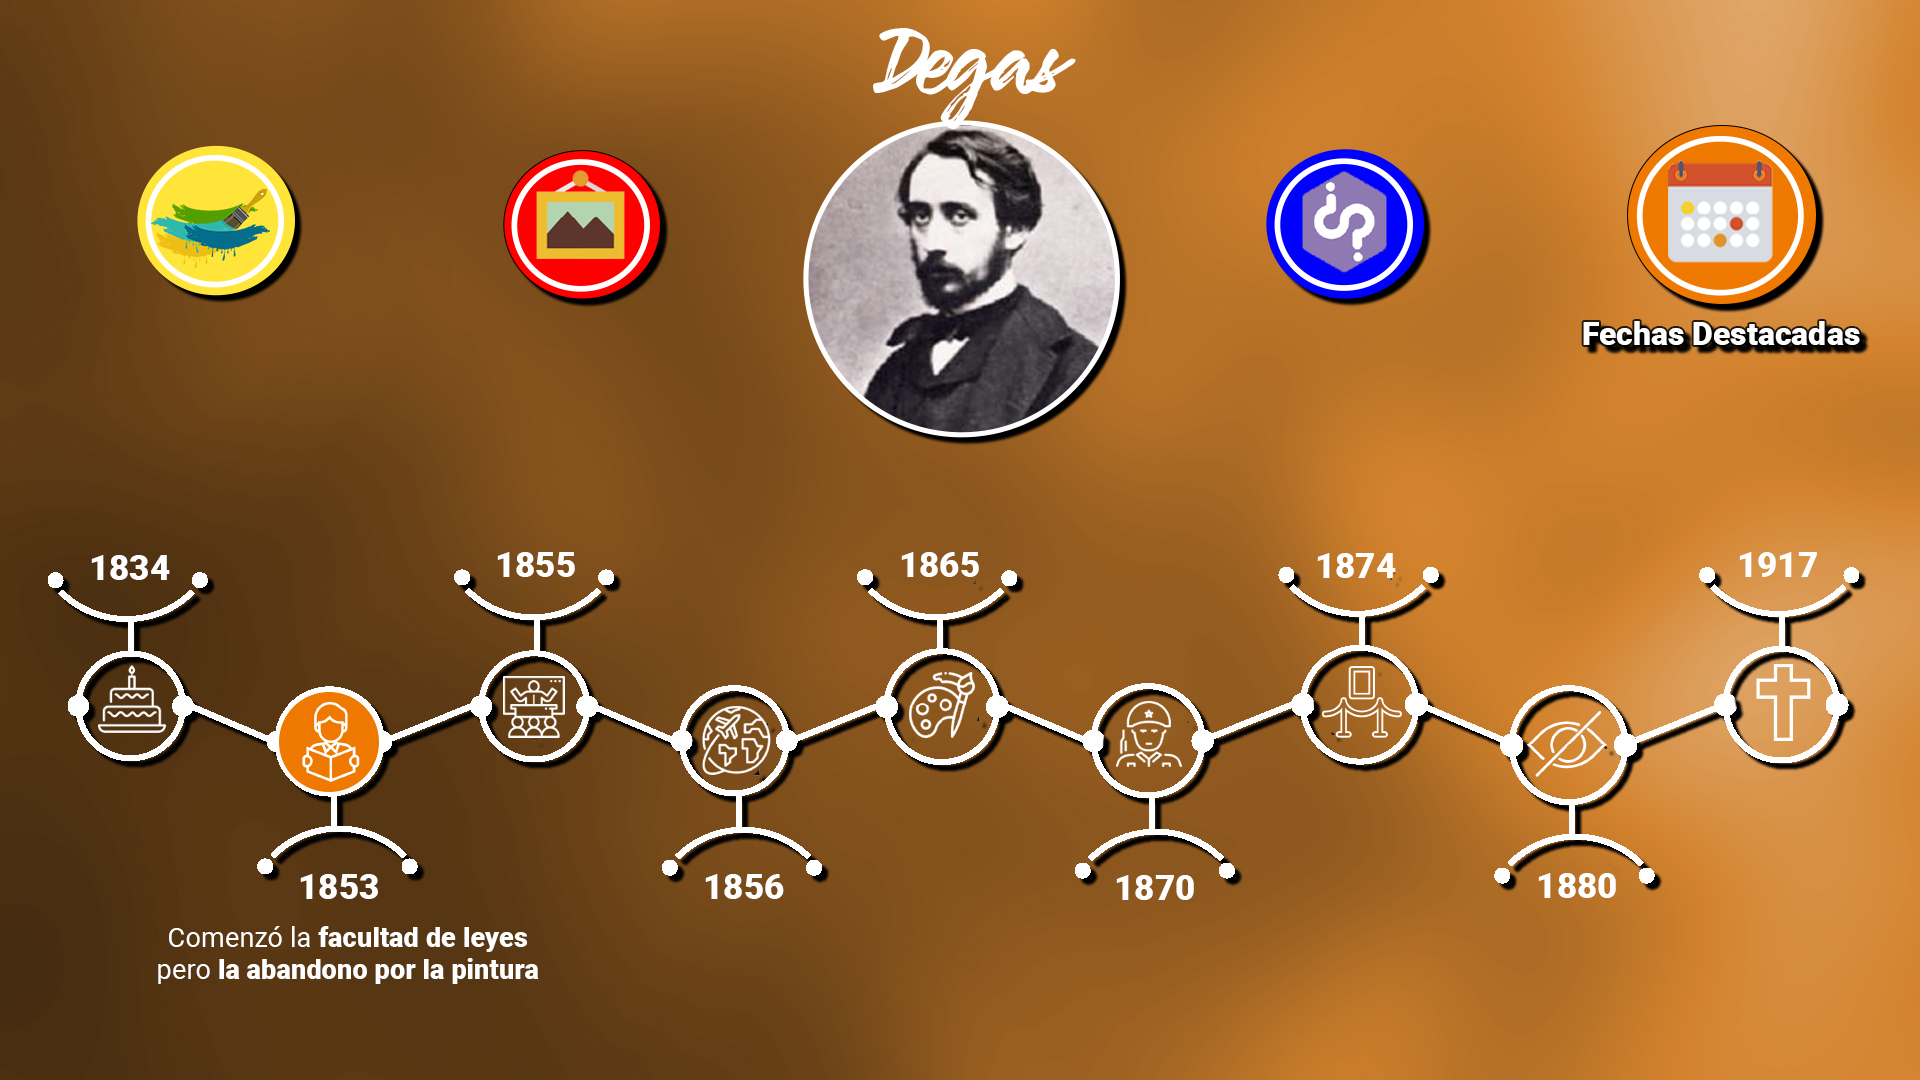 Degas
Fechas Destacadas
1834
1855
1865
1874
1917
1853
1856
1870
1880
Comenzó la facultad de leyes
pero la abandono por la pintura